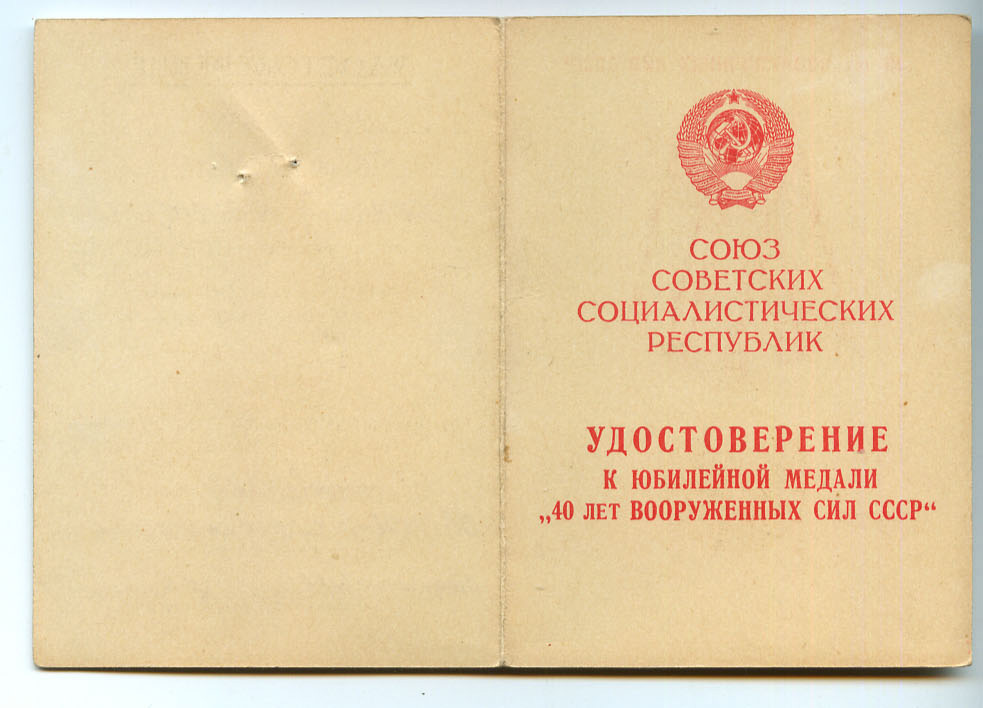 СОЮЗ
СОВЕТСКИХ
СОЦИАЛИСТИЧЕСКИХ
РЕСПУБЛИК
УДОСТОВЕРЕНИЕ
К ЮБИЛЕЙНОЙ МЕДАЛИ
„40 ЛЕТ ВООРУЖЕННЫХ СИЛ СССР“